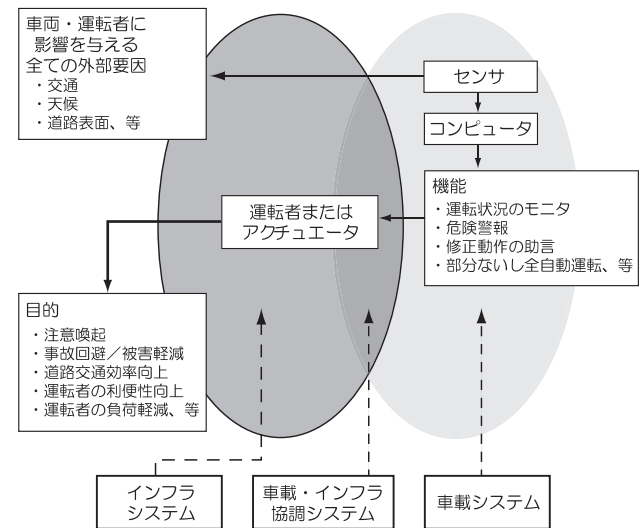 車両・運転者に
影響を与える
全ての外部要因
・交通
・天候
・道路表面、等
センサ
コンピュータ
機能
・運転状況のモニタ
・危険警報
・修正動作の助言
・部分ないし全自動運転、等
運転者または
アクチュエータ
目的
・注意喚起
・事故回避／被害軽減
・道路交通効率向上
・運転者の利便性向上
・運転者の負荷軽減、等
インフラ
システム
車載・インフラ
協調システム
車載システム